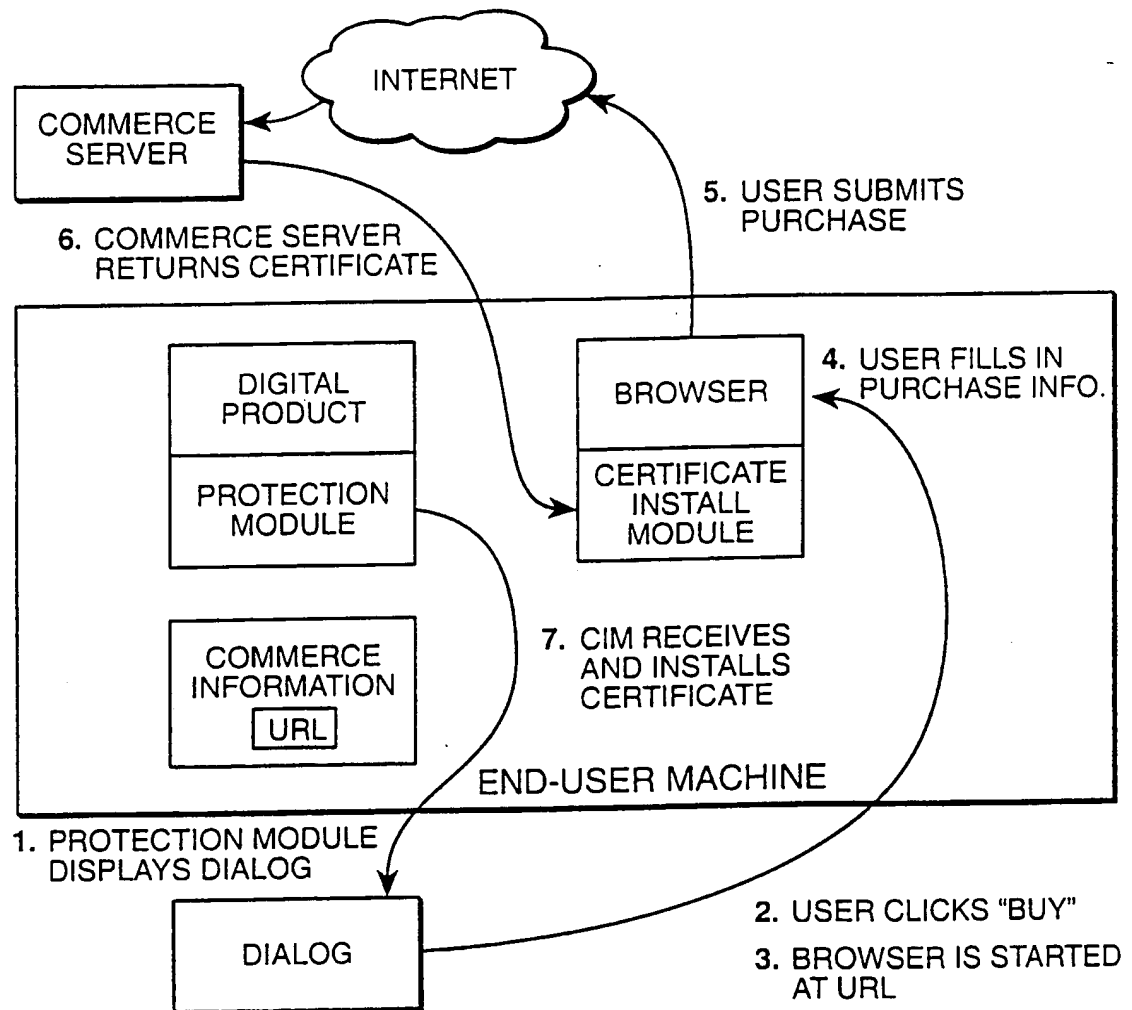 INTERNET
COMMERCE
SERVER
5. USER SUBMITS
PURCHASE
6. COMMERCE SERVER
RETURNS CERTIFICATE
DIGITAL
PRODUCT
PROTECTION
MODULE
BROWSER
CERTIFICATE
INSTALL
MODULE
4. USER FILLS IN
PURCHASE INFO.
COMMERCE
INFORMATION
URL
7. CIM RECEIVES
AND INSTALLS
CERTIFICATE
END-USER MACHINE
1. PROTECTION MODULE
DISPLAYS DIALOG
DIALOG
2. USER CLICKS “BUY”
3. BROWSER IS STARTED
AT URL